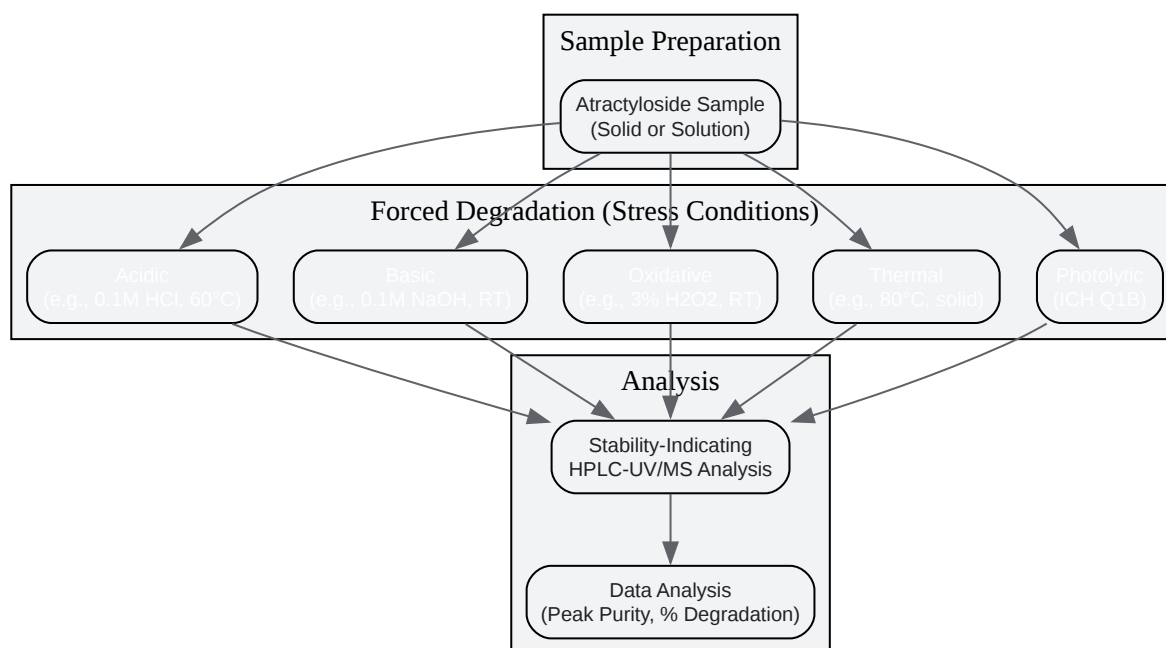 Sample Preparation
Atractyloside Sample
(Solid or Solution)
Forced Degradation (Stress Conditions)
Acidic
(e.g., 0.1M HCl, 60°C)
Basic
(e.g., 0.1M NaOH, RT)
Oxidative
(e.g., 3% H2O2, RT)
Thermal
(e.g., 80°C, solid)
Photolytic
(ICH Q1B)
Analysis
Stability-Indicating
HPLC-UV/MS Analysis
Data Analysis
(Peak Purity, % Degradation)